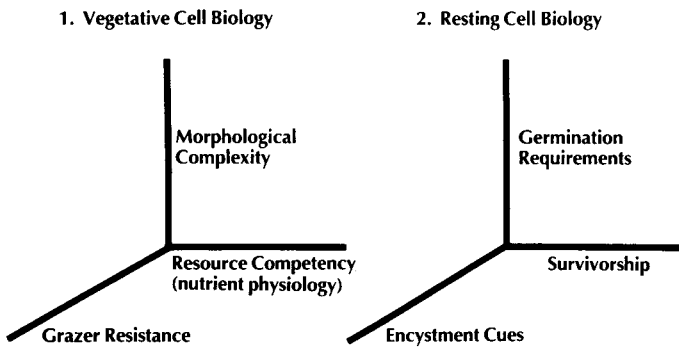 1. Vegetative Cell Biology
Morphological
Complexity
Resource Competency
(nutrient physiology)
Grazer Resistance
2. Resting Cell Biology
Germination
Requirements
Survivorship
Encystment Cues